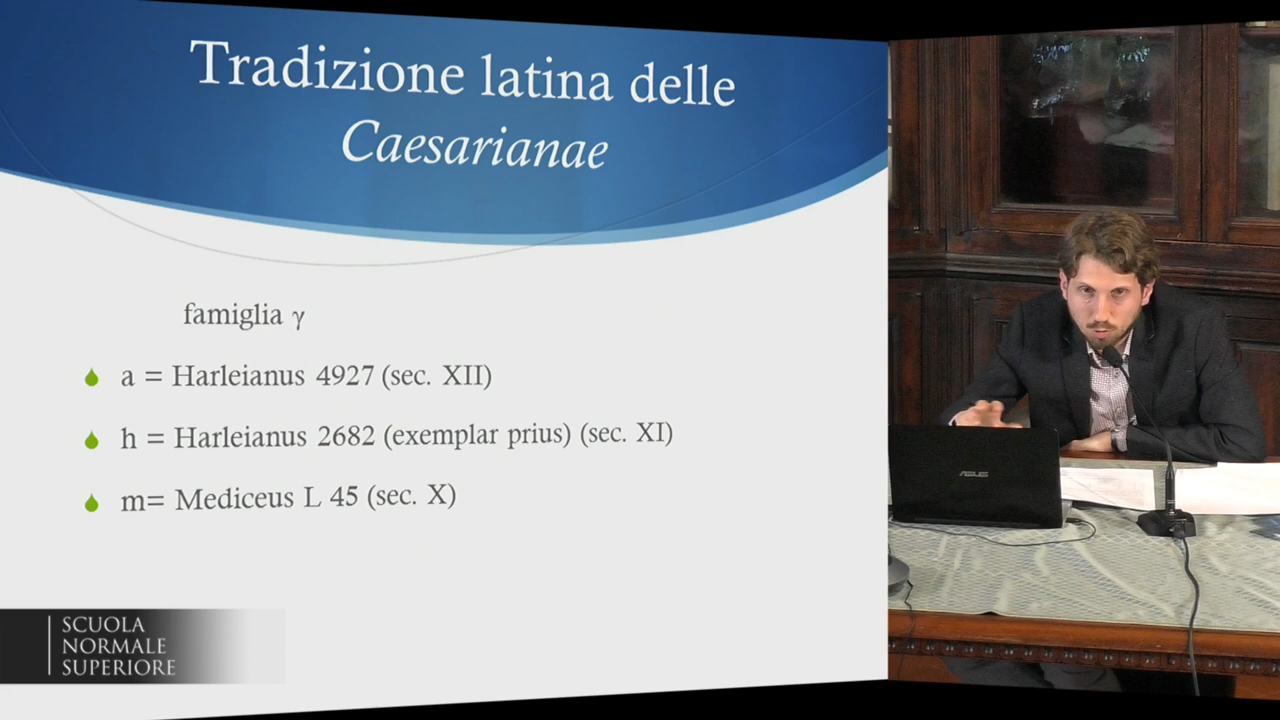 Tradizione latina delle
Caesarianae
famiglia γ
a = Harleianus 4927 (sec. XII)
h = Harleianus 2682 (exemplar prius) (sec. XI)
m= Mediceus L 45 (sec. X)
SCUOLA
NORMALE
SUPERIORE
ASUS